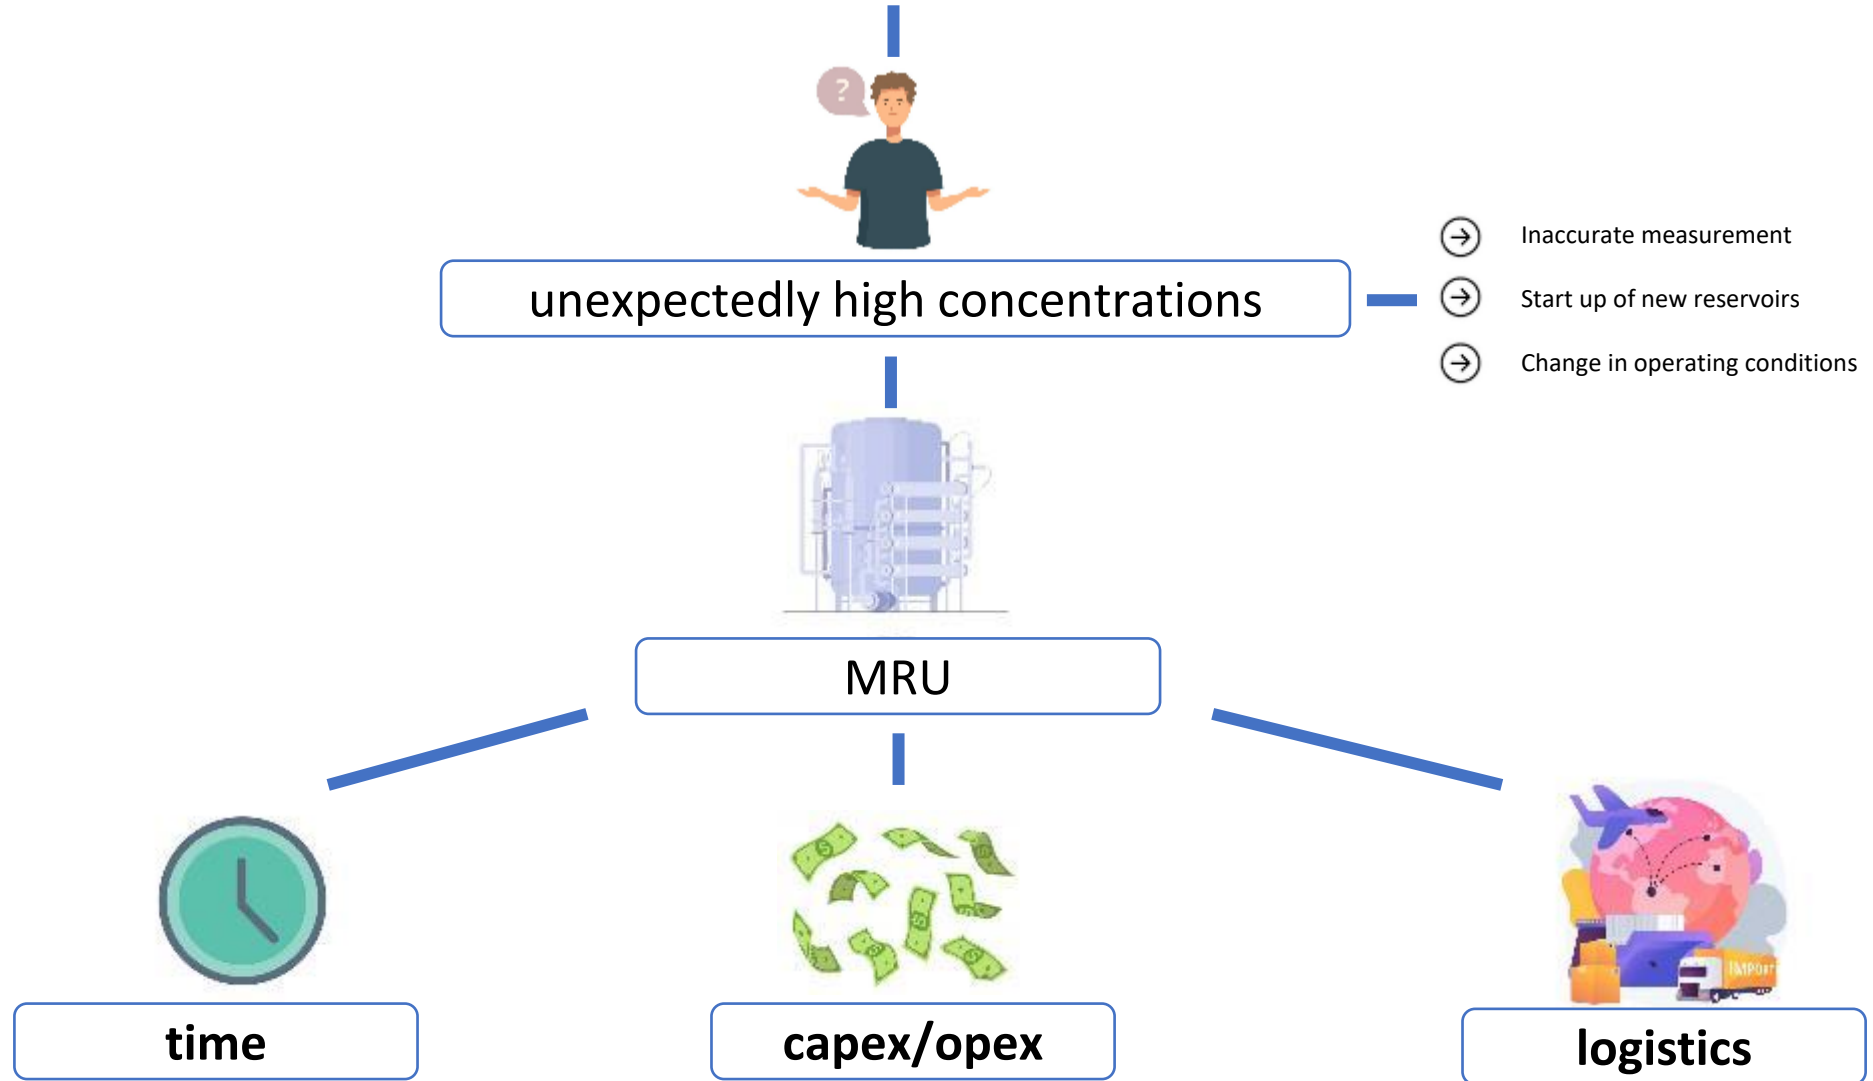 ?
unexpectedly high concentrations
Inaccurate measurement
Start up of new reservoirs
Change in operating conditions
MRU
IMPORT
time
capex/opex
logistics